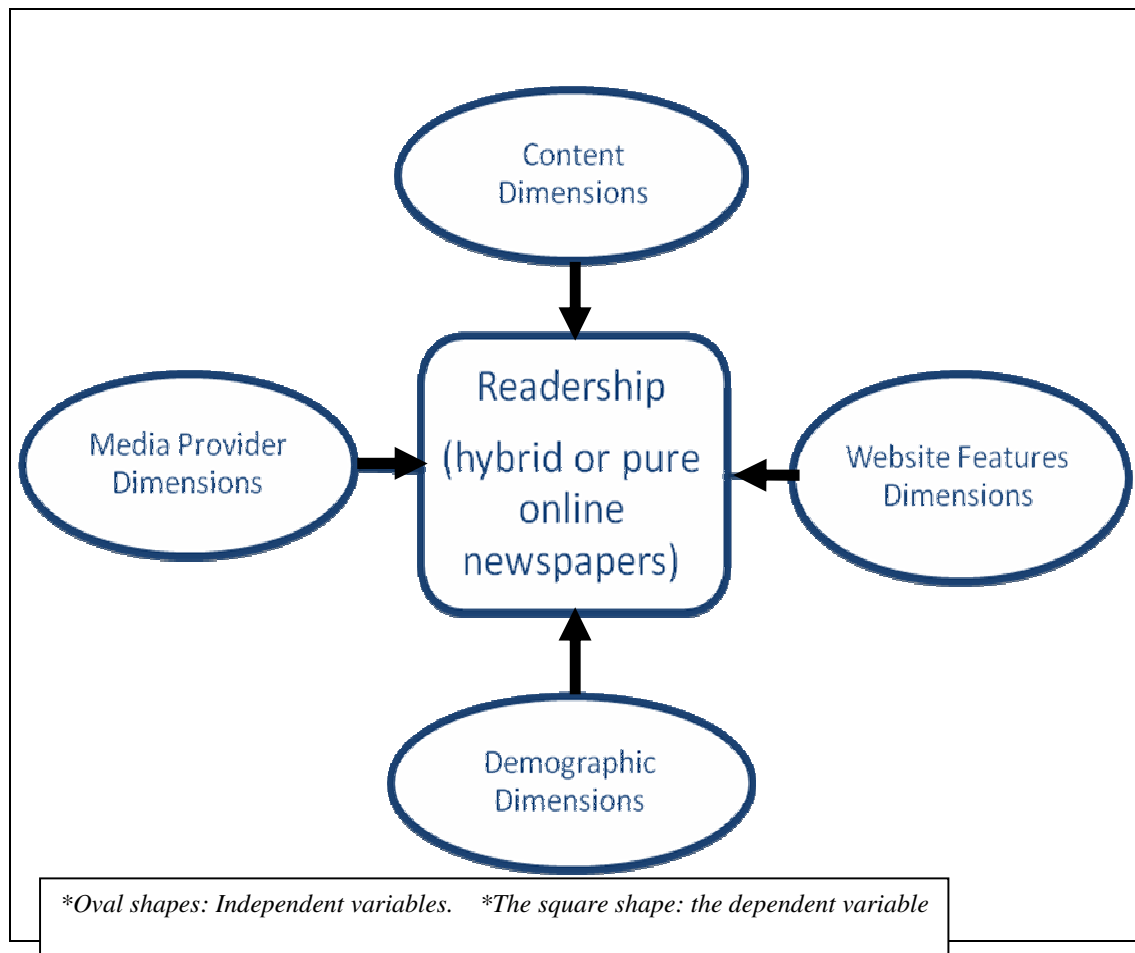 Content
Dimensions
Readership
(hybrid or pure
online
newspapers)
Media Provider
Dimensions
Website Features
Dimensions
Demographic
Dimensions
*Oval shapes: Independent variables. *The square shape: the dependent variable